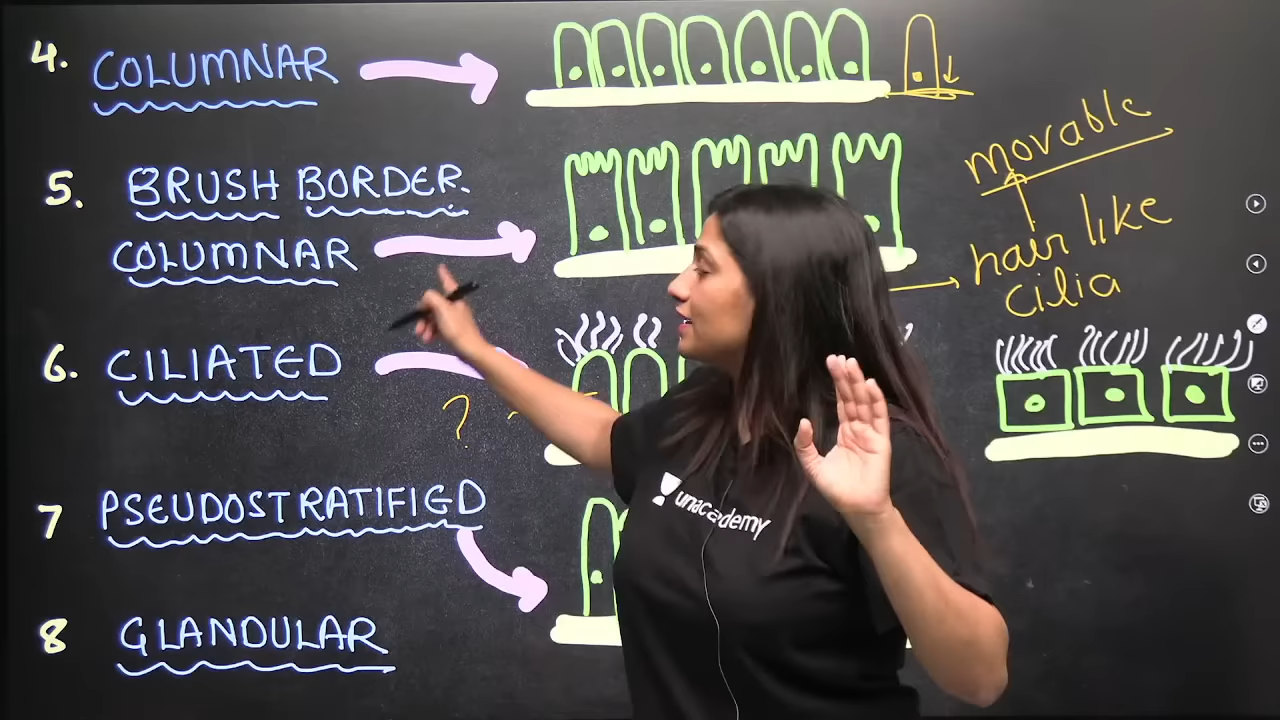 4. COLUMNAR
5. BRUSH BORDER
COLUMNAR
movable
hair like
cilia
6. CILIATED
?
7 PSEUDOSTRATIFIED
8 GLANDULAR
unacademy